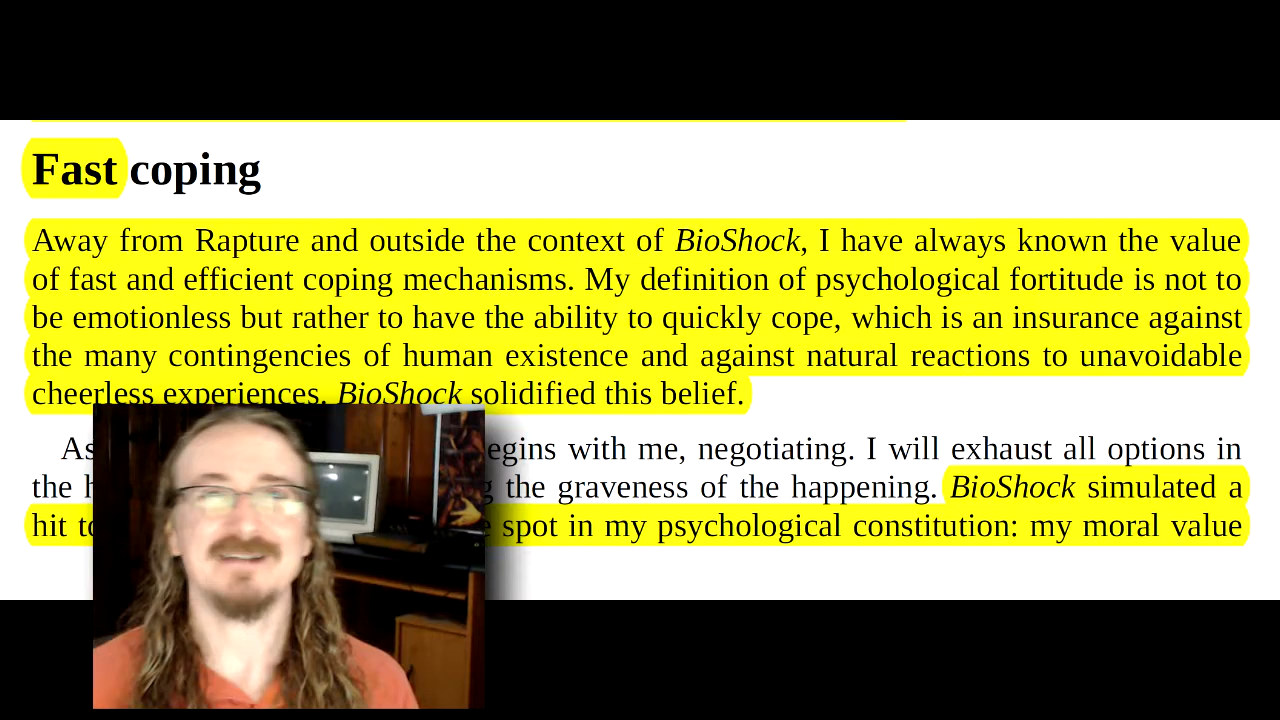 Fast coping
Away from Rapture and outside the context of BioShock, I have always known the value
of fast and efficient coping mechanisms. My definition of psychological fortitude is not to
be emotionless but rather to have the ability to quickly cope, which is an insurance against
the many contingencies of human existence and against natural reactions to unavoidable
cheerless experiences. BioShock solidified this belief.
As egins with me, negotiating. I will exhaust all options in
the the graveness of the happening. BioShock simulated a
hit spot in my psychological constitution: my moral value